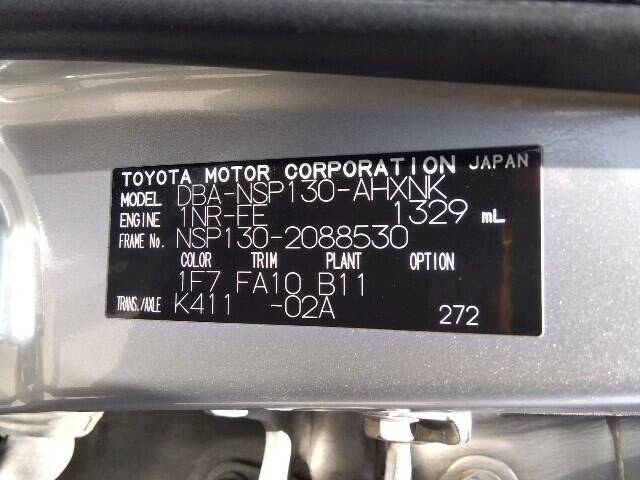 TOYOTA MOTOR CORPORATION JAPAN
MODEL DBA-NSP130-AHXNK
ENGINE 1NR-FE 1329 mL
FRAME No. NSP130-2088530
COLOR TRIM PLANT OPTION
1F7 FA10 B11
TRANS./AXLE K411 -02A 272